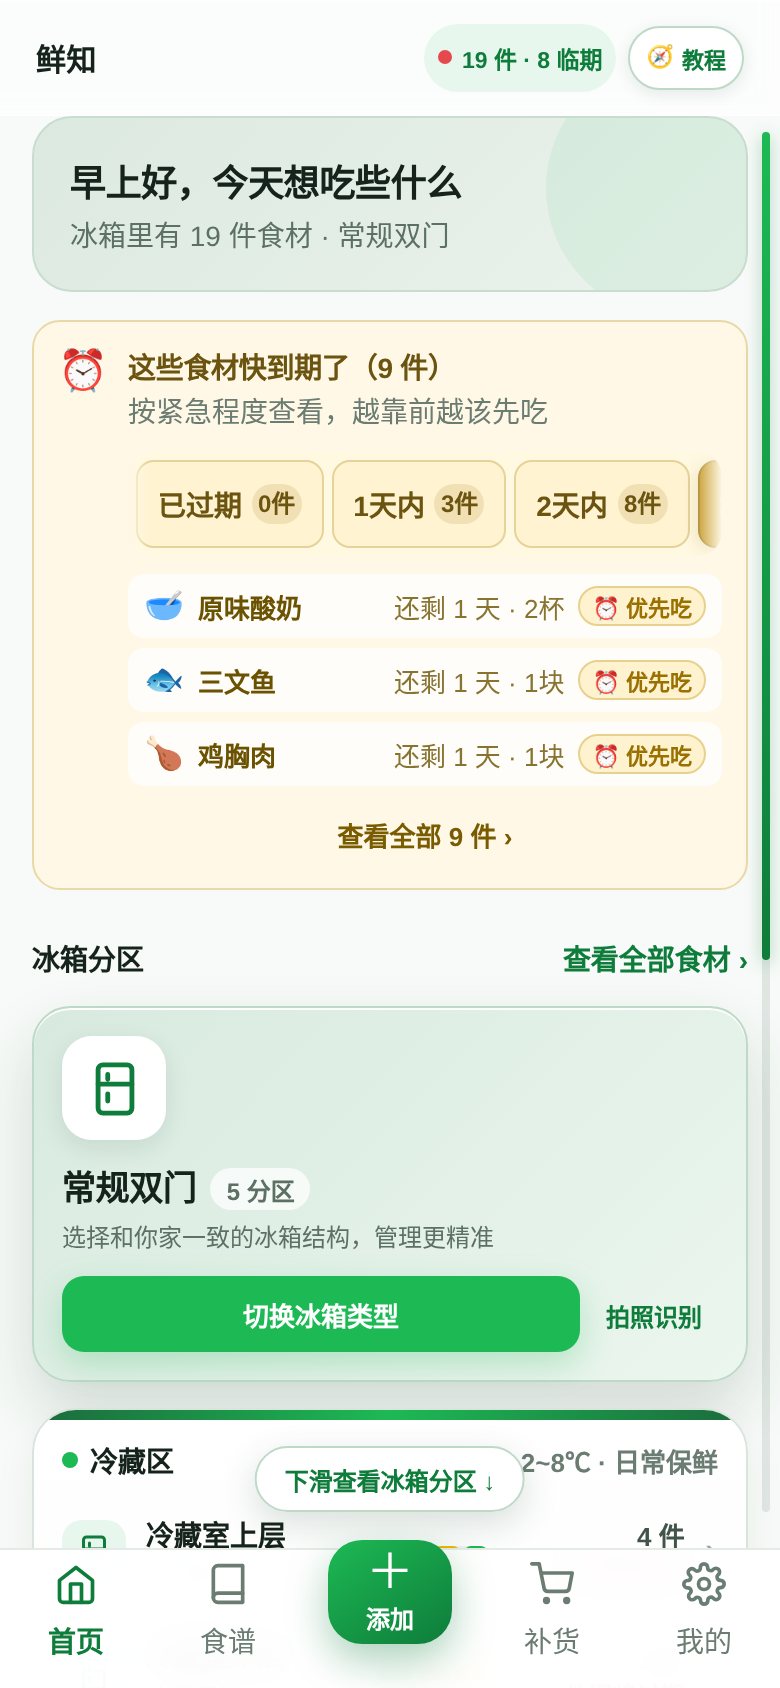 鲜知
19 件 · 8 临期
教程
早上好，今天想吃些什么
冰箱里有 19 件食材 · 常规双门
这些食材快到期了（9 件）
按紧急程度查看，越靠前越该先吃
已过期 0件
1天内 3件
2天内 8件
原味酸奶 还剩 1 天 · 2杯 优先吃
三文鱼 还剩 1 天 · 1块 优先吃
鸡胸肉 还剩 1 天 · 1块 优先吃
查看全部 9 件 ›
冰箱分区 查看全部食材 ›
常规双门 5 分区
选择和你家一致的冰箱结构，管理更精准
切换冰箱类型 拍照识别
冷藏区 2~8℃ · 日常保鲜
下滑查看冰箱分区 ↓
冷藏室上层 4 件
首页 食谱 添加 补货 我的